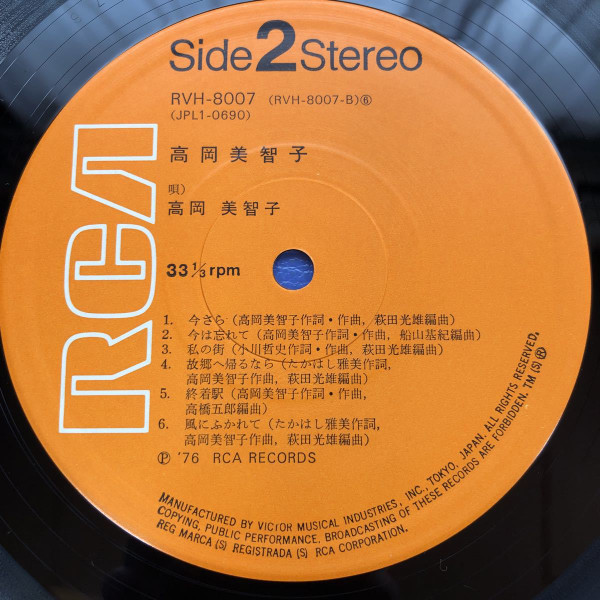 Side 2 Stereo
RVH-8007 (RVH-8007-B)⑥
(JPL1-0690)
高岡美智子
唄)
高岡 美智子
RCA
33 1/3 rpm
1. 今さら (高岡美智子作詞・作曲, 萩田光雄編曲)
2. 今は忘れて (高岡美智子作詞・作曲, 船山基紀編曲)
3. 私の街 (小川哲史作詞・作曲, 萩田光雄編曲)
4. 故郷へ帰るなら (たかはし雅美作詞,
高岡美智子作曲, 萩田光雄編曲)
5. 終着駅 (高岡美智子作詞・作曲,
高橋五郎編曲)
6. 風にふかれて (たかはし雅美作詞,
高岡美智子作曲, 萩田光雄編曲)
℗ '76 RCA RECORDS
MANUFACTURED BY VICTOR MUSICAL INDUSTRIES, INC., TOKYO, JAPAN. ALL RIGHTS RESERVED.
COPYING, PUBLIC PERFORMANCE, BROADCASTING OF THESE RECORDS ARE FORBIDDEN. TM (S) ®
REG. MARCA (S) REGISTRADA (S) RCA CORPORATION.